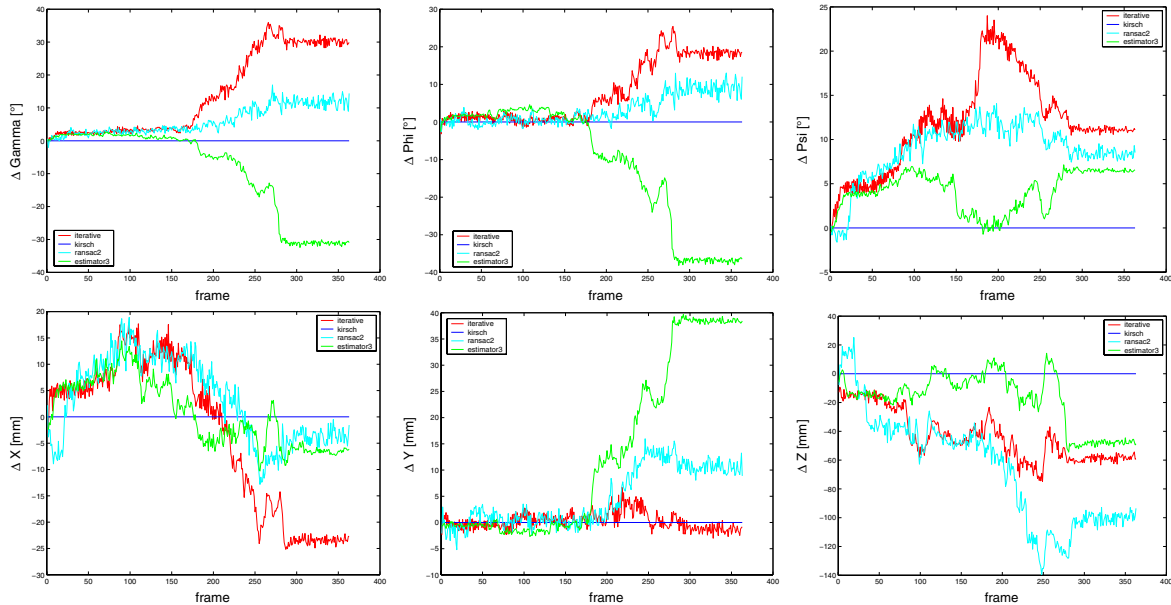 40
30
20
10
0
−10
−20
−30
−40
Δ Gamma [°]
iterative
kirsch
ransac2
estimator3
0 50 100 150 200 250 300 350 400
frame
40
30
20
10
0
−10
−20
−30
−40
Δ Phi [°]
iterative
kirsch
ransac2
estimator3
0 50 100 150 200 250 300 350 400
frame
25
20
15
10
5
0
−5
Δ Psi [°]
iterative
kirsch
ransac2
estimator3
0 50 100 150 200 250 300 350 400
frame
20
15
10
5
0
−5
−10
−15
−20
−25
−30
Δ X [mm]
iterative
kirsch
ransac2
estimator3
0 50 100 150 200 250 300 350 400
frame
40
35
30
25
20
15
10
5
0
−5
−10
Δ Y [mm]
iterative
kirsch
ransac2
estimator3
0 50 100 150 200 250 300 350 400
frame
40
20
0
−20
−40
−60
−80
−100
−120
−140
Δ Z [mm]
iterative
kirsch
ransac2
estimator3
0 50 100 150 200 250 300 350 400
frame